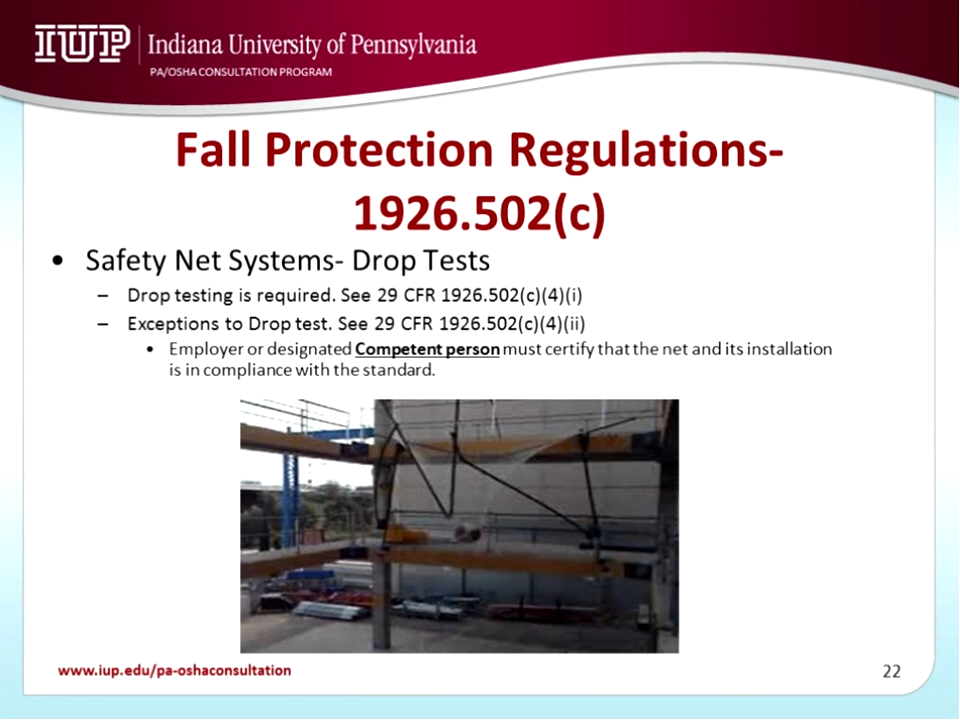 IUP Indiana University of Pennsylvania
PA/OSHA CONSULTATION PROGRAM
Fall Protection Regulations-
1926.502(c)
• Safety Net Systems- Drop Tests
– Drop testing is required. See 29 CFR 1926.502(c)(4)(i)
– Exceptions to Drop test. See 29 CFR 1926.502(c)(4)(ii)
• Employer or designated Competent person must certify that the net and its installation
is in compliance with the standard.
www.iup.edu/pa-oshaconsultation
22